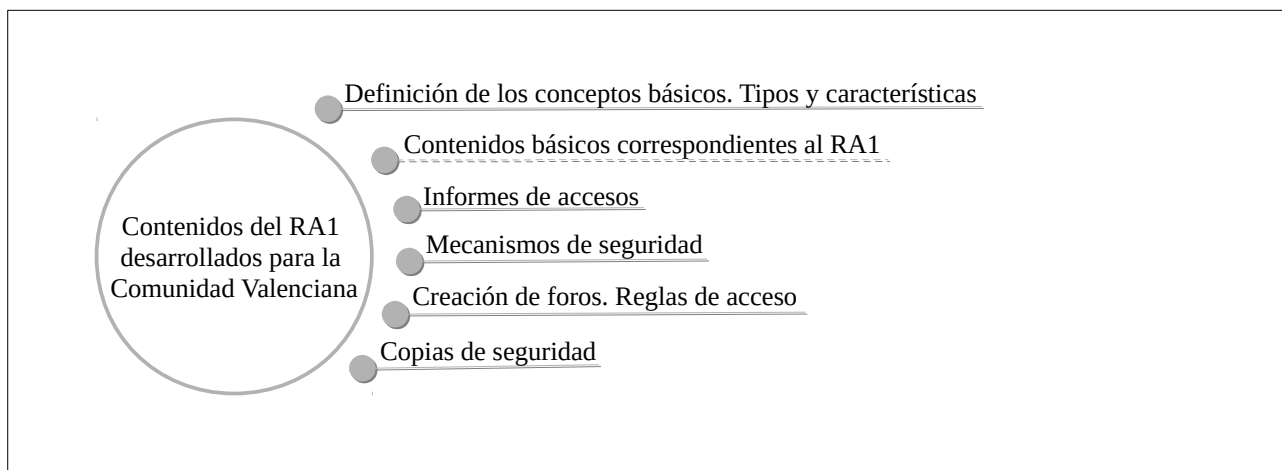 Definición de los conceptos básicos. Tipos y características
Contenidos básicos correspondientes al RA1
Informes de accesos
Mecanismos de seguridad
Creación de foros. Reglas de acceso
Copias de seguridad
Contenidos del RA1
desarrollados para la
Comunidad Valenciana